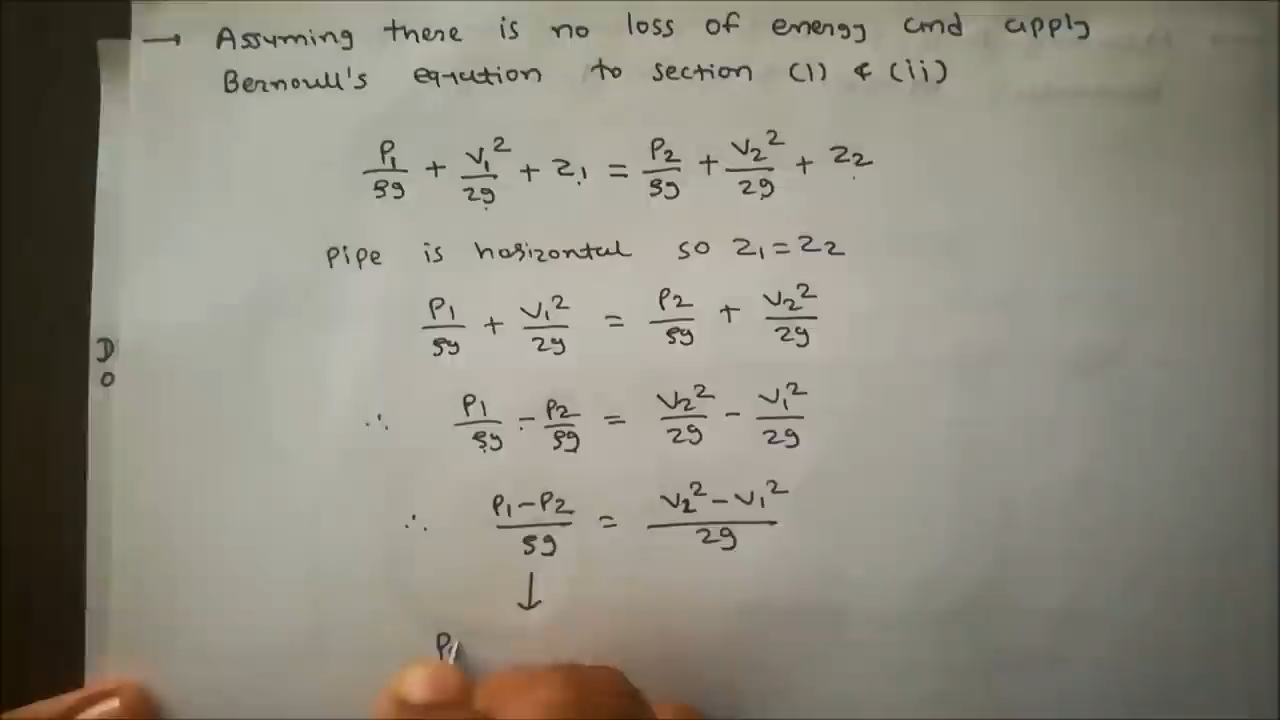 → Assuming there is no loss of energy and apply
Bernoull's equation to section (i) & (ii)
P₁/ρg + V₁²/2g + Z₁ = P₂/ρg + V₂²/2g + Z₂
Pipe is horizontal so Z₁ = Z₂
P₁/ρg + V₁²/2g = P₂/ρg + V₂²/2g
D
∴ P₁/ρg - P₂/ρg = V₂²/2g - V₁²/2g
O
∴ P₁-P₂/ρg = V₂²-V₁²/2g
↓
P₁